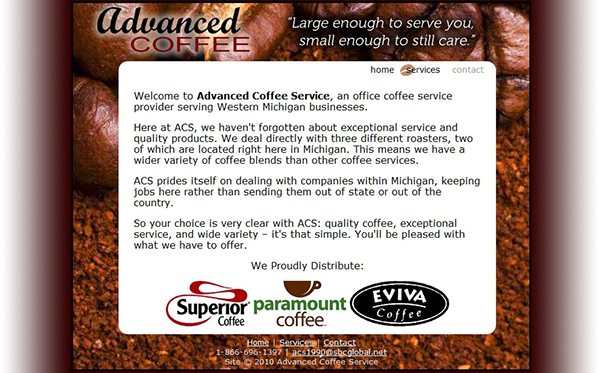 Advanced
COFFEE
“Large enough to serve you,
small enough to still care.”
home services contact
Welcome to Advanced Coffee Service, an office coffee service
provider serving Western Michigan businesses.
Here at ACS, we haven't forgotten about exceptional service and
quality products. We deal directly with three different roasters, two
of which are located right here in Michigan. This means we have a
wider variety of coffee blends than other coffee services.
ACS prides itself on dealing with companies within Michigan, keeping
jobs here rather than sending them out of state or out of the
country.
So your choice is very clear with ACS: quality coffee, exceptional
service, and wide variety – it's that simple. You'll be pleased with
what we have to offer.
We Proudly Distribute:
Superior
Coffee
paramount
coffee
EVIVA
Coffee
Home | Services | Contact
1-866-696-1397 | acs1990@sbcglobal.net
Site © 2010 Advanced Coffee Service